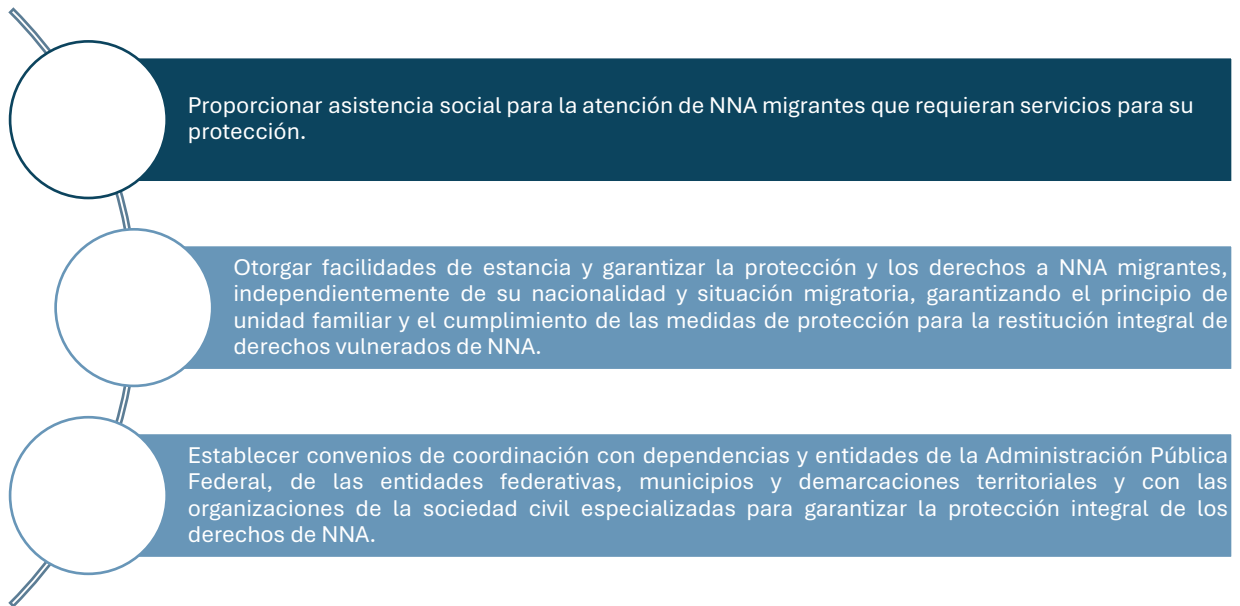 Proporcionar asistencia social para la atención de NNA migrantes que requieran servicios para su
protección.
Otorgar facilidades de estancia y garantizar la protección y los derechos a NNA migrantes,
independientemente de su nacionalidad y situación migratoria, garantizando el principio de
unidad familiar y el cumplimiento de las medidas de protección para la restitución integral de
derechos vulnerados de NNA.
Establecer convenios de coordinación con dependencias y entidades de la Administración Pública
Federal, de las entidades federativas, municipios y demarcaciones territoriales y con las
organizaciones de la sociedad civil especializadas para garantizar la protección integral de los
derechos de NNA.